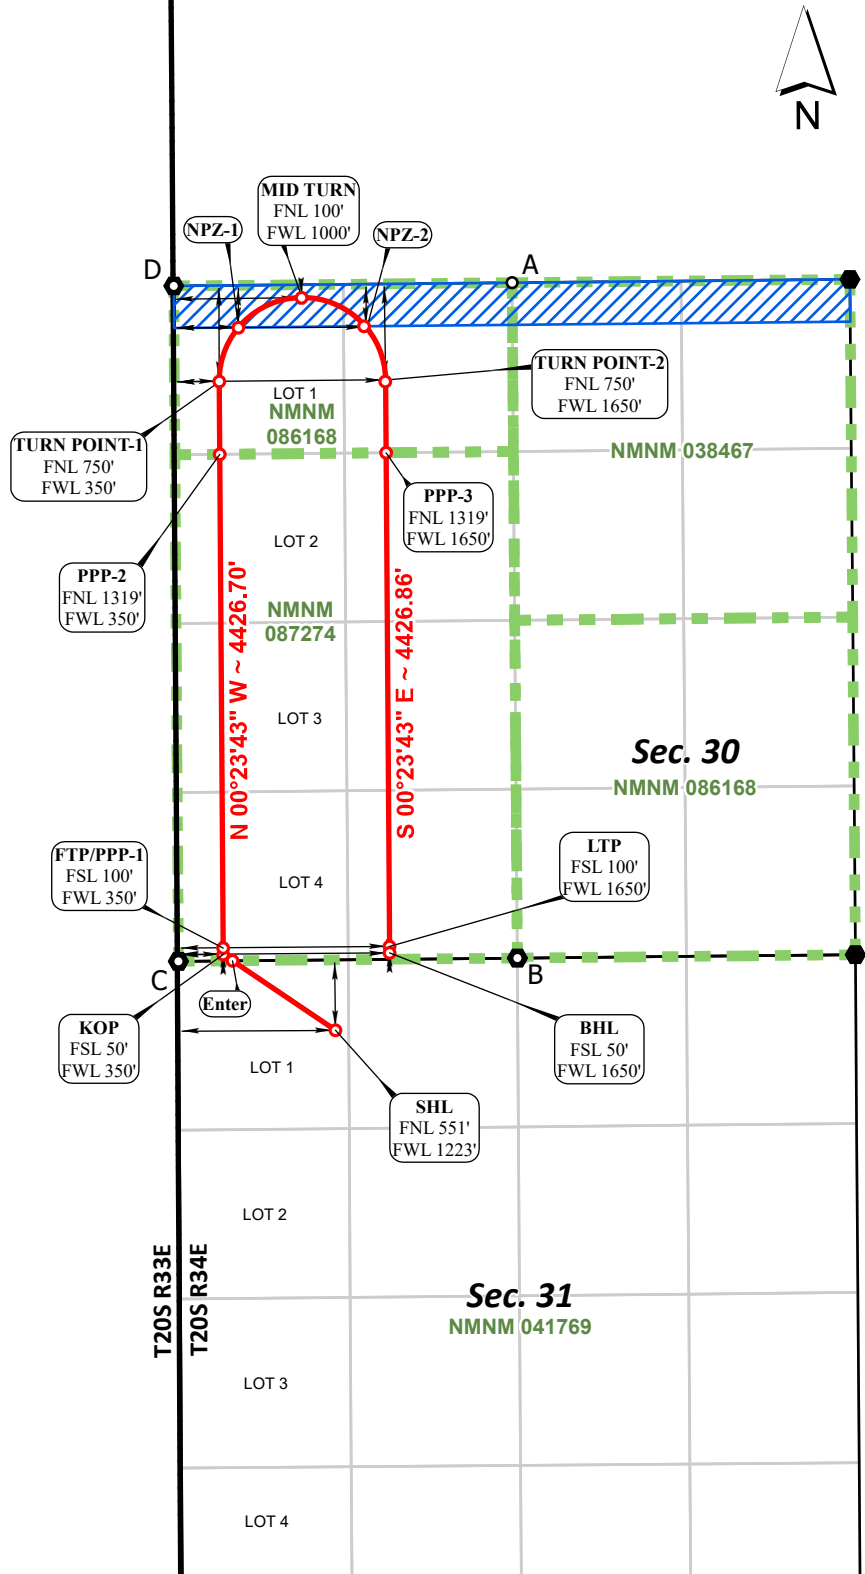 N
MID TURN
FNL 100'
FWL 1000'
NPZ-1
NPZ-2
D
A
TURN POINT-2
FNL 750'
FWL 1650'
LOT 1
NMNM
086168
TURN POINT-1
FNL 750'
FWL 350'
NMNM 038467
PPP-3
FNL 1319'
FWL 1650'
LOT 2
PPP-2
FNL 1319'
FWL 350'
NMNM
087274
N 00°23'43" W ~ 4426.70'
S 00°23'43" E ~ 4426.86'
LOT 3
Sec. 30
NMNM 086168
FTP/PPP-1
FSL 100'
FWL 350'
LTP
FSL 100'
FWL 1650'
LOT 4
C
B
Enter
KOP
FSL 50'
FWL 350'
BHL
FSL 50'
FWL 1650'
LOT 1
SHL
FNL 551'
FWL 1223'
LOT 2
T20S R33E
T20S R34E
Sec. 31
NMNM 041769
LOT 3
LOT 4